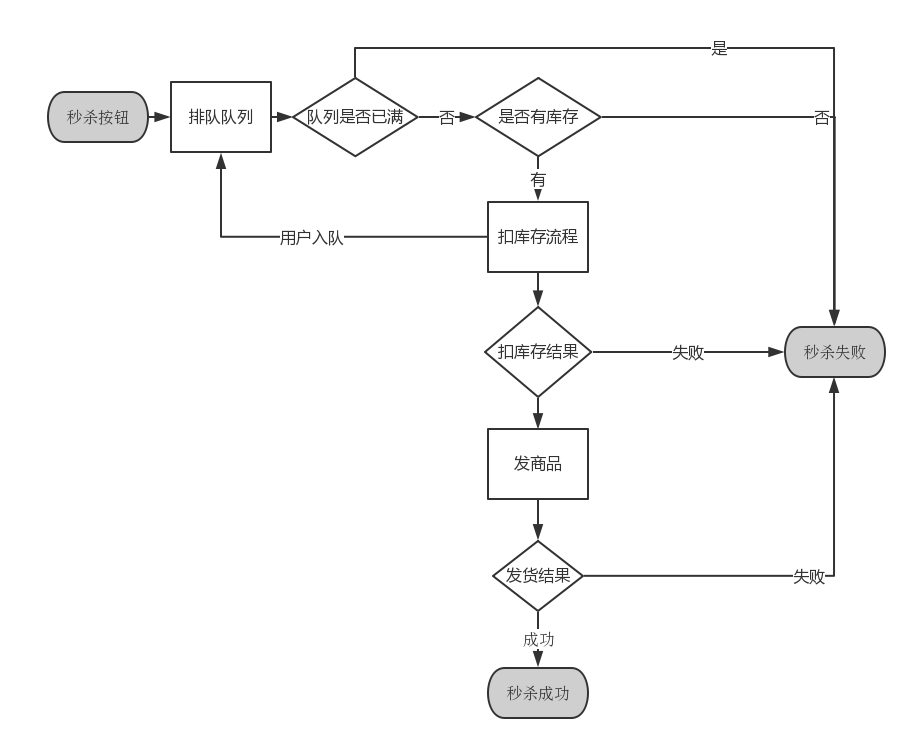 是
秒杀按钮
排队队列
队列是否已满
否
是否有库存
否
有
用户入队
扣库存流程
扣库存结果
失败
秒杀失败
发商品
发货结果
失败
成功
秒杀成功